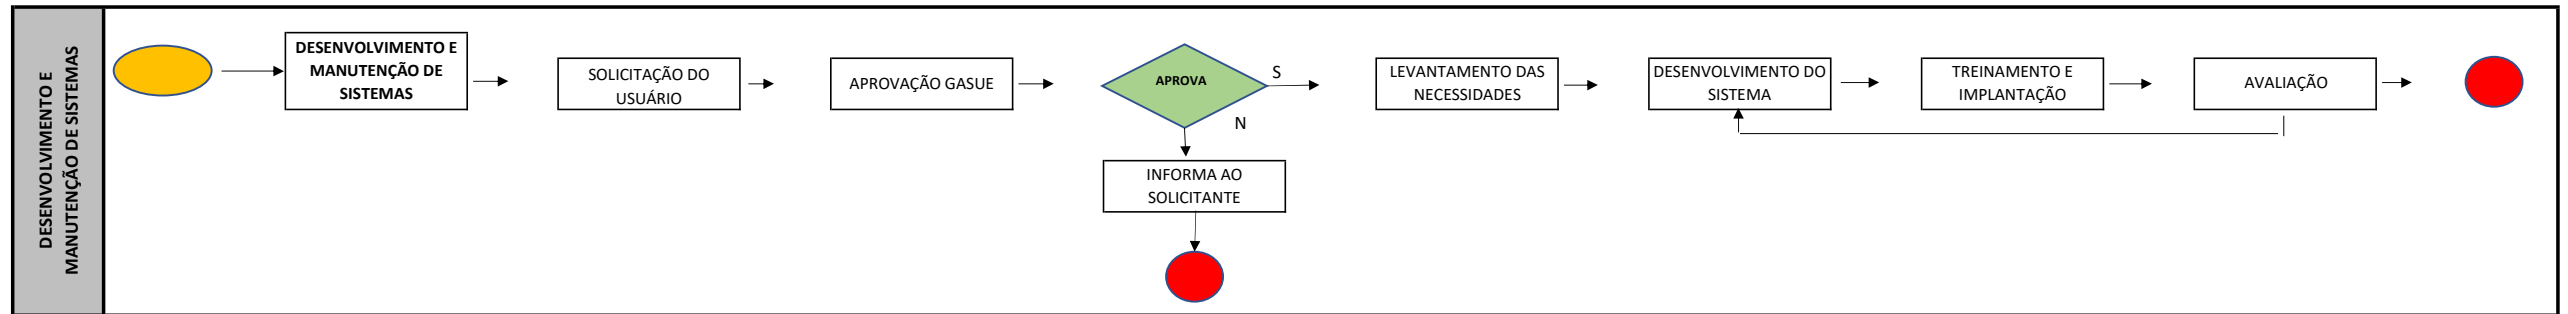 DESENVOLVIMENTO E
MANUTENÇÃO DE SISTEMAS
DESENVOLVIMENTO E
MANUTENÇÃO DE
SISTEMAS
SOLICITAÇÃO DO
USUÁRIO
APROVAÇÃO GASUE
APROVA
S
N
INFORMA AO
SOLICITANTE
LEVANTAMENTO DAS
NECESSIDADES
DESENVOLVIMENTO DO
SISTEMA
TREINAMENTO E
IMPLANTAÇÃO
AVALIAÇÃO